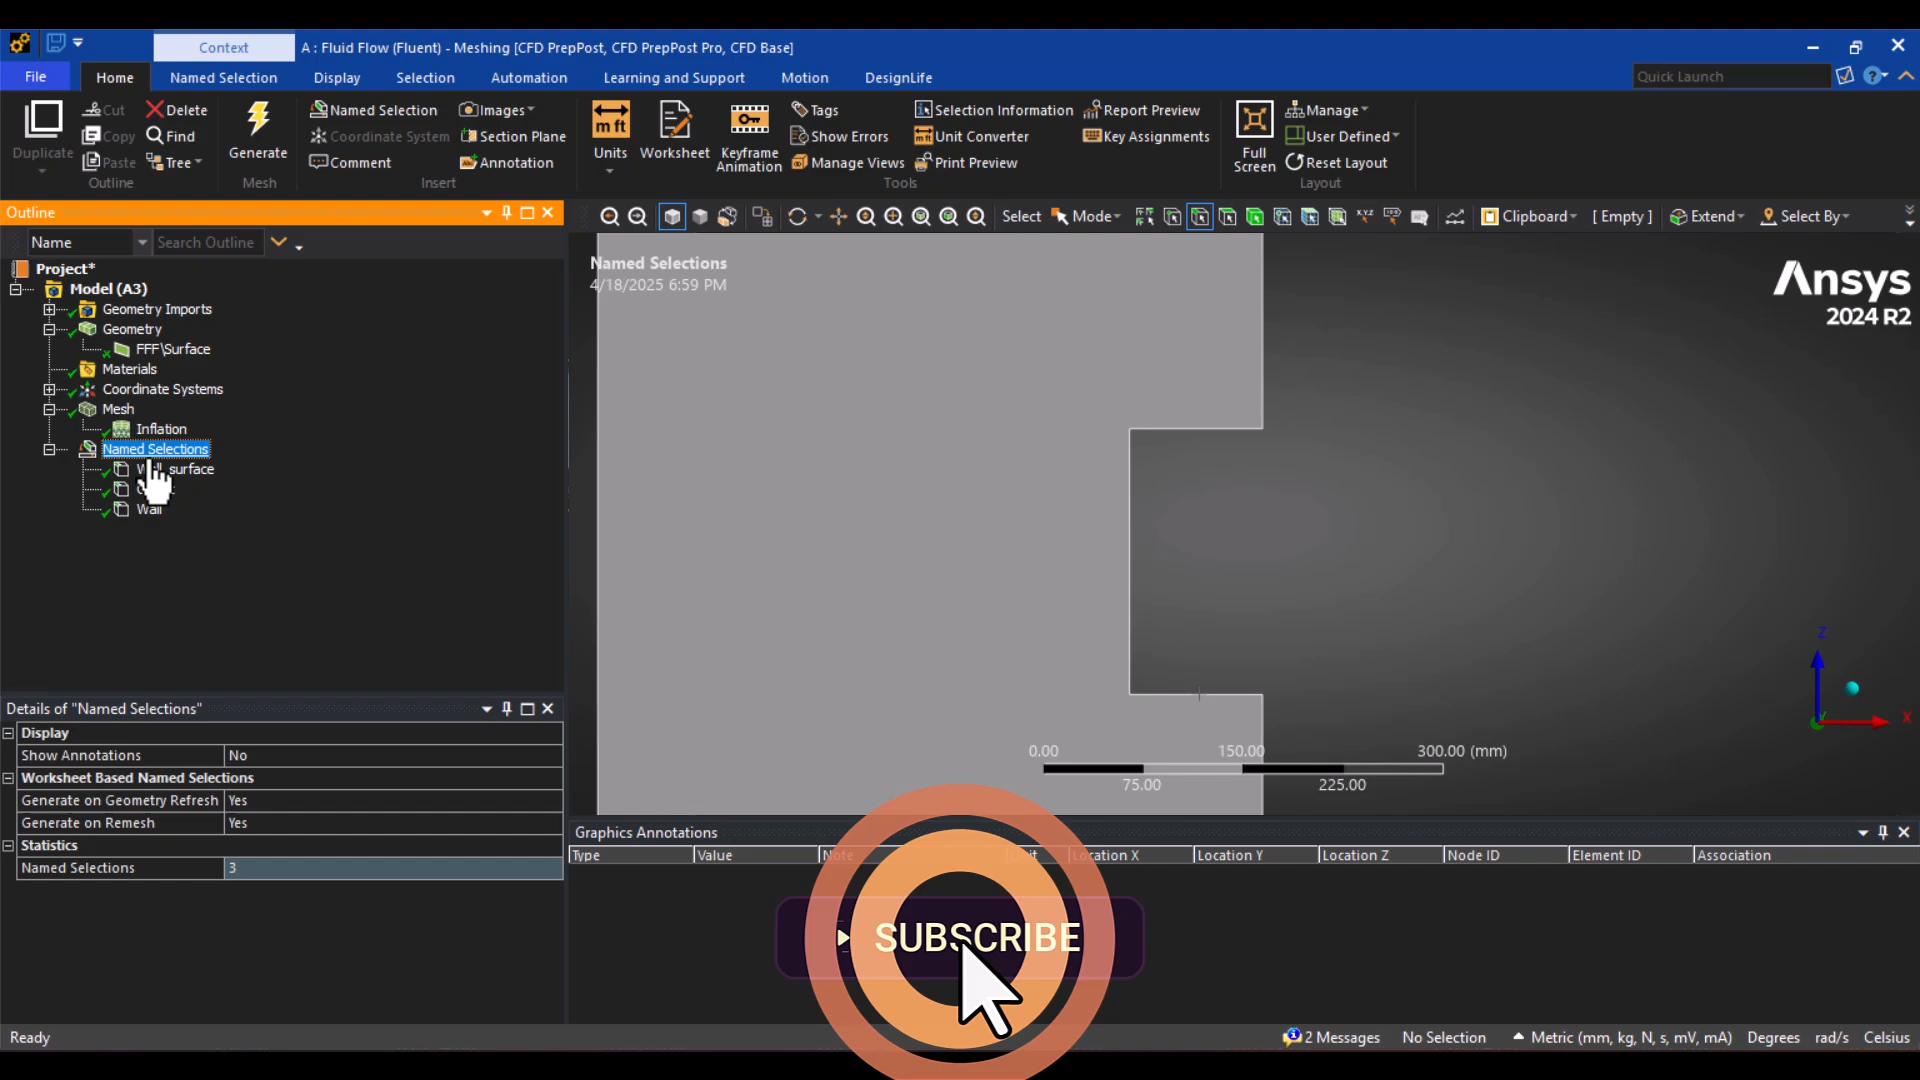 Context
A : Fluid Flow (Fluent) - Meshing [CFD PrepPost, CFD PrepPost Pro, CFD Base]
File
Home
Named Selection
Display
Selection
Automation
Learning and Support
Motion
DesignLife
Quick Launch
Duplicate
Cut
Copy
Paste
Delete
Find
Tree
Outline
Generate
Mesh
Named Selection
Coordinate System
Comment
Images
Section Plane
Annotation
Insert
Units
Worksheet
Keyframe
Animation
Tags
Show Errors
Manage Views
Selection Information
Unit Converter
Print Preview
Report Preview
Key Assignments
Tools
Full
Screen
Manage
User Defined
Reset Layout
Layout
Outline
Name
Search Outline
Select
Mode
Clipboard
[ Empty ]
Extend
Select By
Project*
Model (A3)
Geometry Imports
Geometry
FFF\Surface
Materials
Coordinate Systems
Mesh
Inflation
Named Selections
surface
Wall
Named Selections
4/18/2025 6:59 PM
Ansys
2024 R2
Z
Y
X
0.00
150.00
300.00 (mm)
75.00
225.00
Details of "Named Selections"
Display
Show Annotations No
Worksheet Based Named Selections
Generate on Geometry Refresh Yes
Generate on Remesh Yes
Statistics
Named Selections 3
Graphics Annotations
Type Value Note Unit Location X Location Y Location Z Node ID Element ID Association
SUBSCRIBE
Ready
2 Messages
No Selection
Metric (mm, kg, N, s, mV, mA)
Degrees
rad/s
Celsius